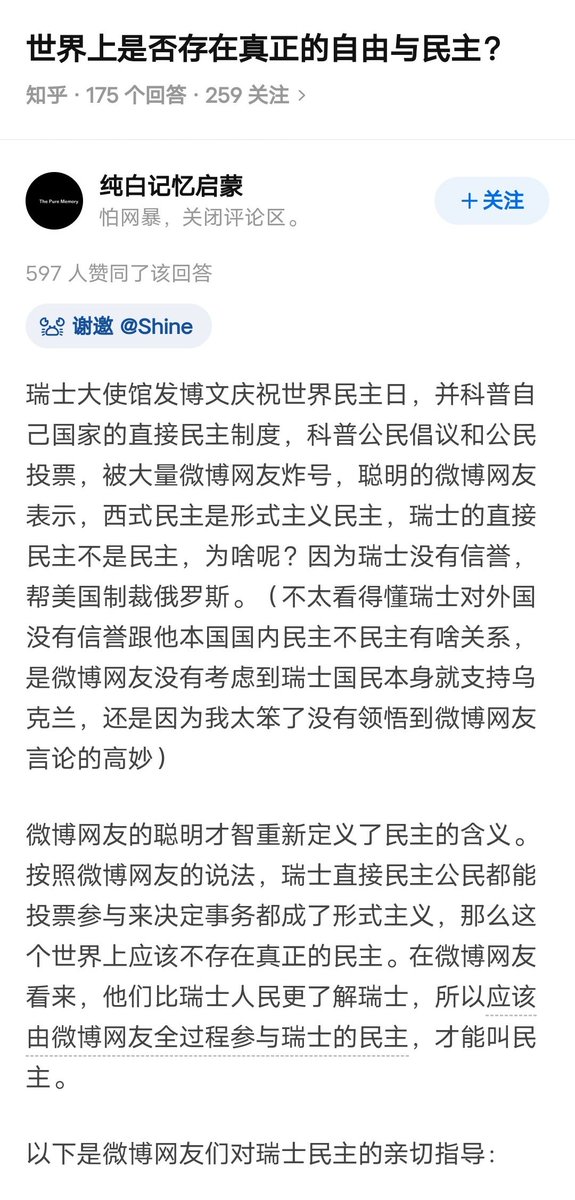 世界上是否存在真正的自由与民主？
知乎 · 175 个回答 · 259 关注 >
The Pure Memory
纯白记忆启蒙
怕网暴，关闭评论区。
+ 关注
597 人赞同了该回答
谢邀 @Shine
瑞士大使馆发博文庆祝世界民主日，并科普自
己国家的直接民主制度，科普公民倡议和公民
投票，被大量微博网友炸号，聪明的微博网友
表示，西式民主是形式主义民主，瑞士的直接
民主不是民主，为啥呢？因为瑞士没有信誉，
帮美国制裁俄罗斯。（不太看得懂瑞士对外国
没有信誉跟他本国国内民主不民主有啥关系，
是微博网友没有考虑到瑞士国民本身就支持乌
克兰，还是因为我太笨了没有领悟到微博网友
言论的高妙）
微博网友的聪明才智重新定义了民主的含义。
按照微博网友的说法，瑞士直接民主公民都能
投票参与来决定事务都成了形式主义，那么这
个世界上应该不存在真正的民主。在微博网友
看来，他们比瑞士人民更了解瑞士，所以应该
由微博网友全过程参与瑞士的民主，才能叫民
主。
以下是微博网友们对瑞士民主的亲切指导：